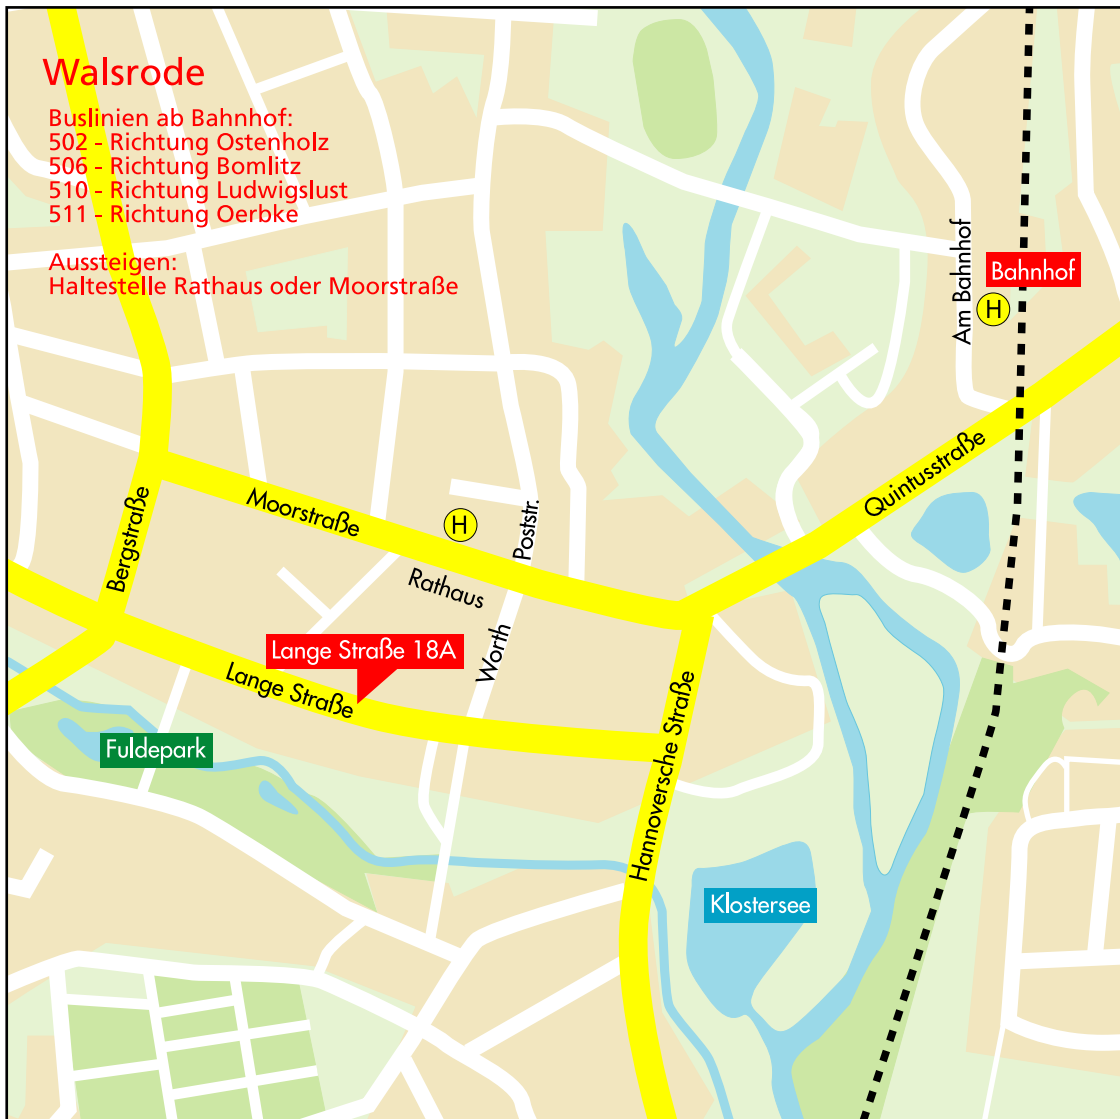 Walsrode
Buslinien ab Bahnhof:
502 - Richtung Ostenholz
506 - Richtung Bomlitz
510 - Richtung Ludwigslust
511 - Richtung Oerbke
Aussteigen:
Haltestelle Rathaus oder Moorstraße
Am Bahnhof
Bahnhof
H
Quintusstraße
Bergstraße
Moorstraße
H
Poststr.
Rathaus
Worth
Lange Straße 18A
Lange Straße
Hannoversche Straße
Fuldepark
Klostersee